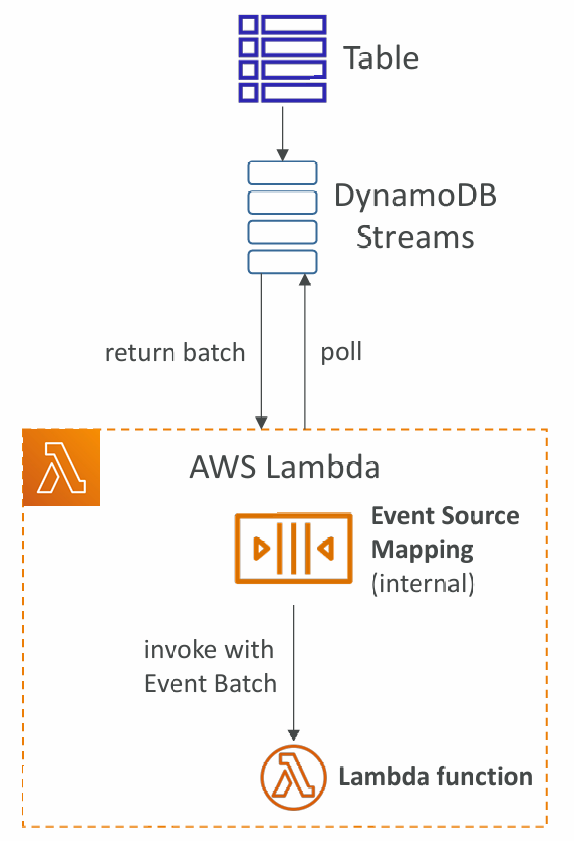 Table
DynamoDB
Streams
return batch
poll
AWS Lambda
Event Source
Mapping
(internal)
invoke with
Event Batch
Lambda function